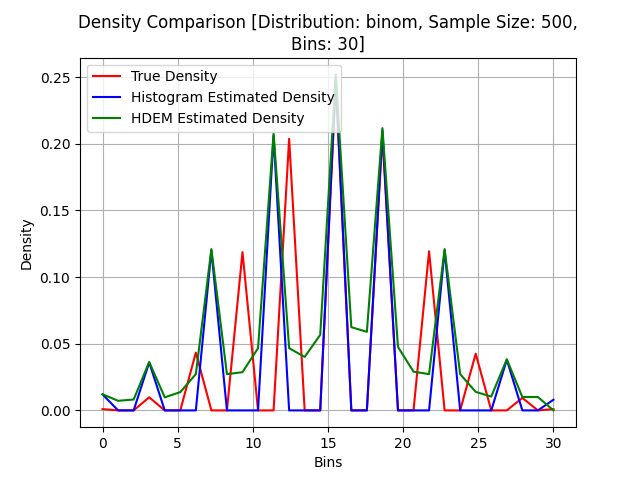 Density Comparison [Distribution: binom, Sample Size: 500,
Bins: 30]
True Density
Histogram Estimated Density
HDEM Estimated Density
Density
0.25
0.20
0.15
0.10
0.05
0.00
0 5 10 15 20 25 30
Bins